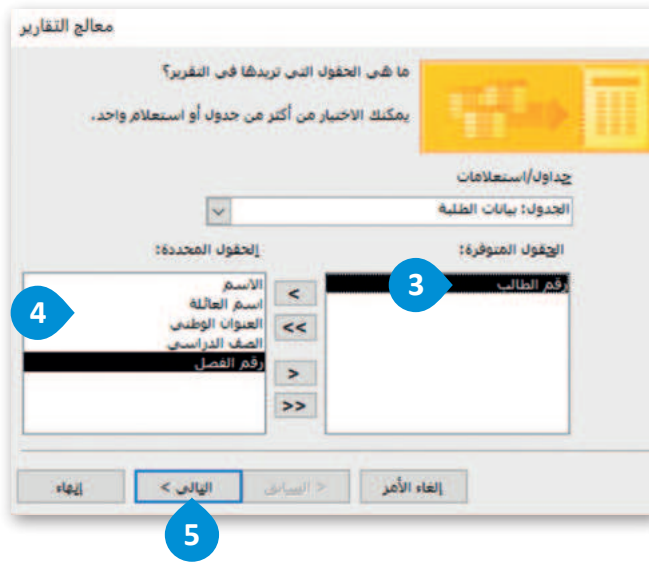 معالج التقارير
ما هي الحقول التي تريدها في التقرير؟
يمكنك الاختيار من أكثر من جدول أو استعلام واحد.
جداول/استعلامات
الجدول: بيانات الطلبة
الحقول المتوفرة:
الحقول المحددة:
رقم الطالب
3
الاسم
اسم العائلة
العنوان الوطني
الصف الدراسي
رقم الفصل
4
>
>>
<
<<
إلغاء الأمر
< السابق
التالي >
إنهاء
5